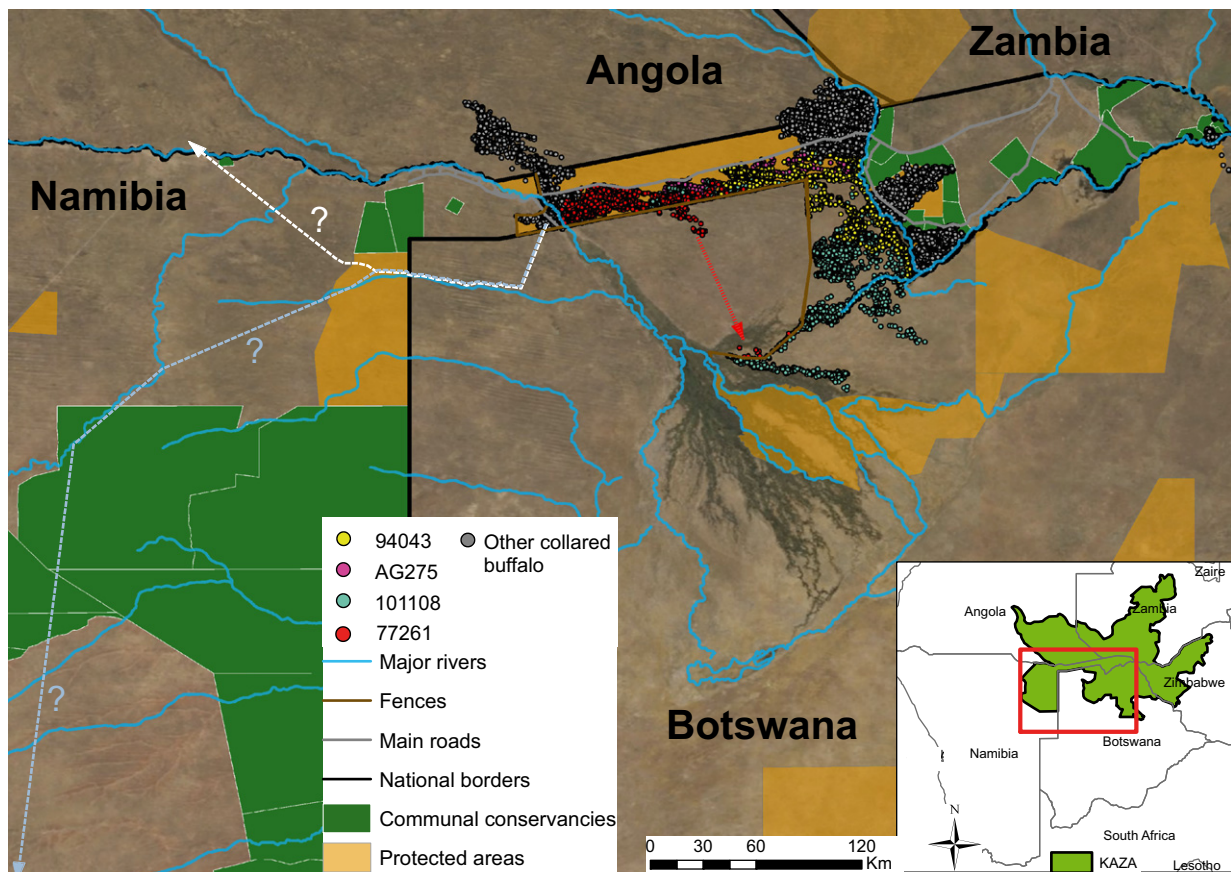 Zambia
Angola
Namibia
?
?
?
94043
AG275
101108
77261
Other collared
buffalo
Major rivers
Fences
Main roads
National borders
Communal conservancies
Protected areas
Botswana
0 30 60 120
Km
Zaire
Angola
Zambia
Zimbabwe
Namibia
Botswana
N
South Africa
KAZA
Lesotho